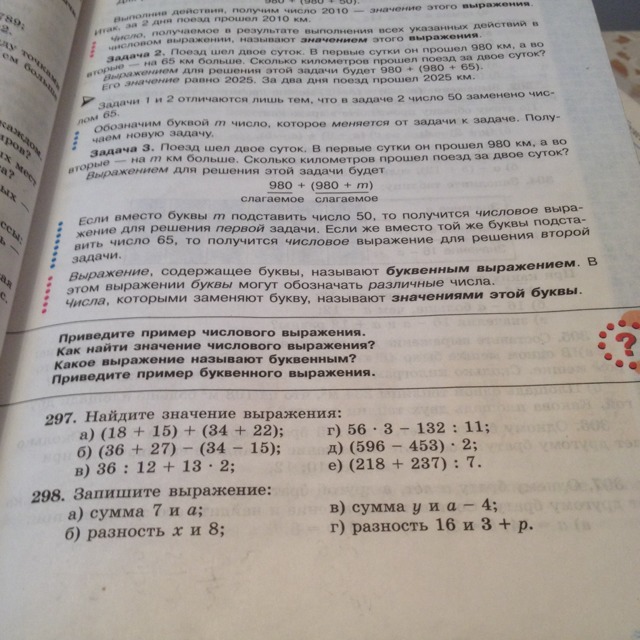 789:
980 + (980 + 50).
Выполнив действия, получим число 2010 — значение этого выражения.
Итак, за 2 дня поезд прошел 2010 км.
Число, получаемое в результате выполнения всех указанных действий в
числовом выражении, называют значением этого выражения.
Задача 2. Поезд шел двое суток. В первые сутки он прошел 980 км, а во
вторые — на 65 км больше. Сколько километров прошел поезд за двое суток?
Выражением для решения этой задачи будет 980 + (980 + 65).
Его значение равно 2025. За два дня поезд прошел 2025 км.
Задачи 1 и 2 отличаются лишь тем, что в задаче 2 число 50 заменено чис-
лом 65.
Обозначим буквой m число, которое меняется от задачи к задаче. Полу-
чаем новую задачу.
Задача 3. Поезд шел двое суток. В первые сутки он прошел 980 км, а во
вторые — на m км больше. Сколько километров прошел поезд за двое суток?
Выражением для решения этой задачи будет
980 + (980 + m)
слагаемое слагаемое
Если вместо буквы m подставить число 50, то получится числовое выра-
жение для решения первой задачи. Если же вместо той же буквы подста-
вить число 65, то получится числовое выражение для решения второй
задачи.
Выражение, содержащее буквы, называют буквенным выражением. В
этом выражении буквы могут обозначать различные числа.
Числа, которыми заменяют букву, называют значениями этой буквы.
Приведите пример числового выражения.
Как найти значение числового выражения?
Какое выражение называют буквенным?
Приведите пример буквенного выражения.
?
297. Найдите значение выражения:
а) (18 + 15) + (34 + 22); г) 56 · 3 − 132 : 11;
б) (36 + 27) − (34 − 15); д) (596 − 453) · 2;
в) 36 : 12 + 13 · 2; е) (218 + 237) : 7.
298. Запишите выражение:
а) сумма 7 и a; в) сумма y и a − 4;
б) разность x и 8; г) разность 16 и 3 + p.